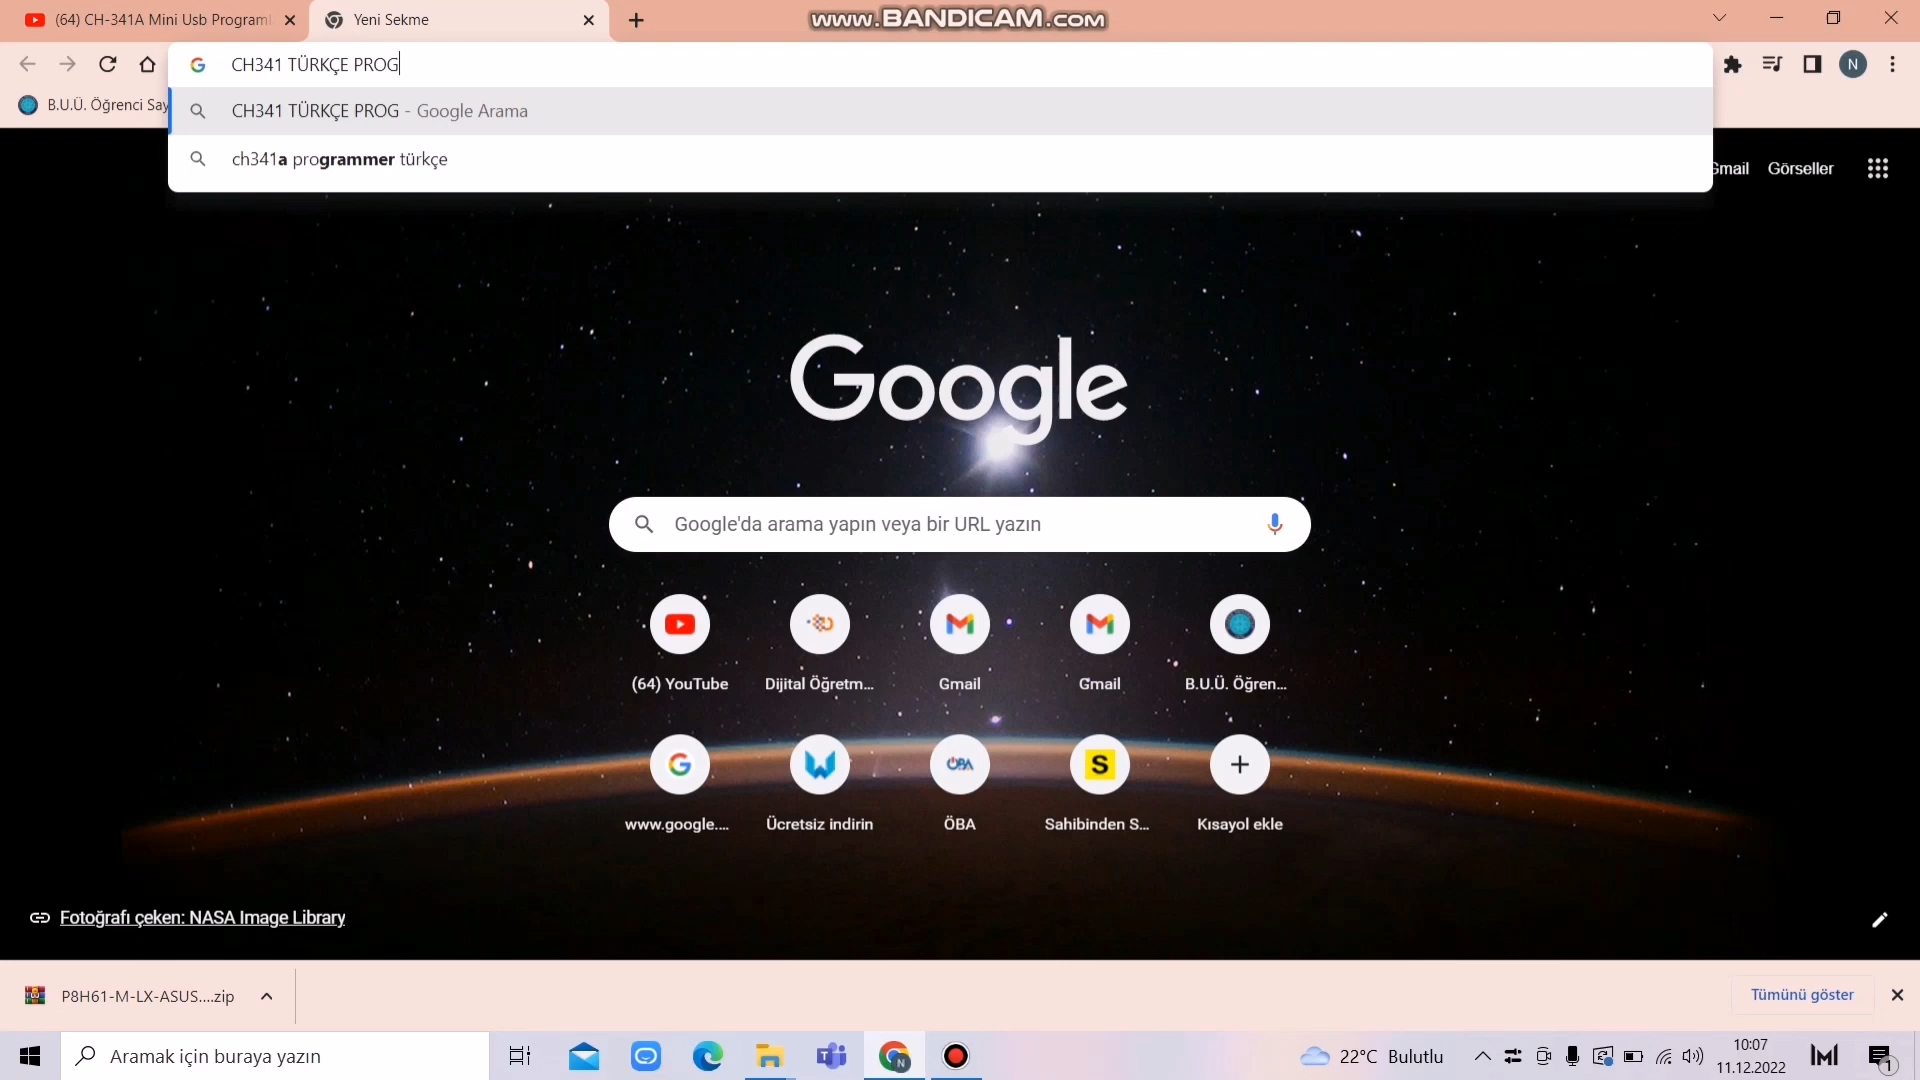 (64) CH-341A Mini Usb Programl
Yeni Sekme
www.BANDICAM.com
CH341 TÜRKÇE PROG
N
B.U.Ü. Öğrenci Say
CH341 TÜRKÇE PROG - Google Arama
ch341a programmer türkçe
Gmail
Görseller
Google
Google'da arama yapın veya bir URL yazın
(64) YouTube
Dijital Öğretm...
Gmail
Gmail
B.U.Ü. Öğren...
ÖBA
S
www.google....
Ücretsiz indirin
ÖBA
Sahibinden S...
Kısayol ekle
Fotoğrafı çeken: NASA Image Library
P8H61-M-LX-ASUS....zip
Tümünü göster
Aramak için buraya yazın
N
22°C Bulutlu
10:07
11.12.2022
1